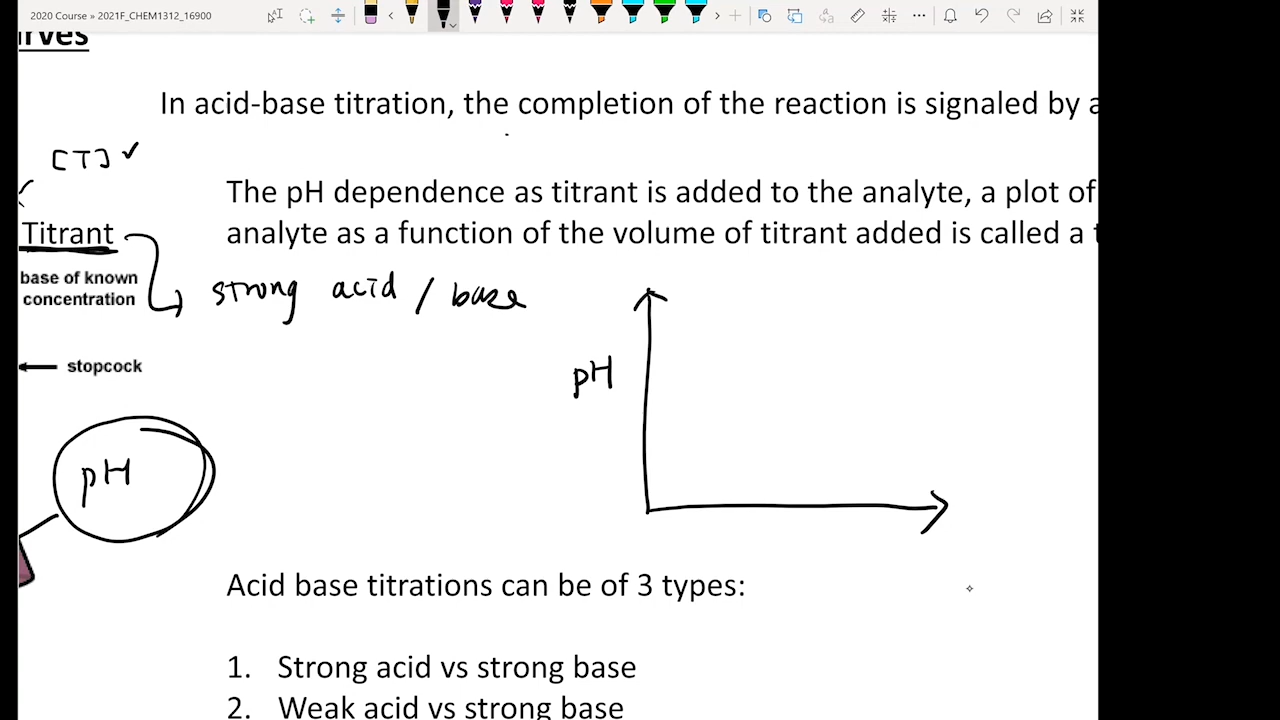 2020 Course » 2021F_CHEM1312_16900
In acid-base titration, the completion of the reaction is signaled by a
[T] ✓
The pH dependence as titrant is added to the analyte, a plot of
Titrant
analyte as a function of the volume of titrant added is called a
base of known
concentration
strong acid / base
stopcock
pH
pH
Acid base titrations can be of 3 types:
1. Strong acid vs strong base
2. Weak acid vs strong base